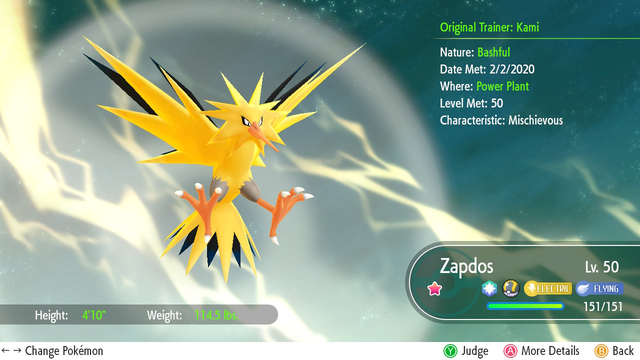 Original Trainer: Kami
Nature: Bashful
Date Met: 2/2/2020
Where: Power Plant
Level Met: 50
Characteristic: Mischievous
Zapdos Lv. 50
ELECTRIC FLYING
151/151
Height: 4'10" Weight: 114.5 lbs.
←→ Change Pokémon Ⓨ Judge Ⓐ More Details Ⓑ Back